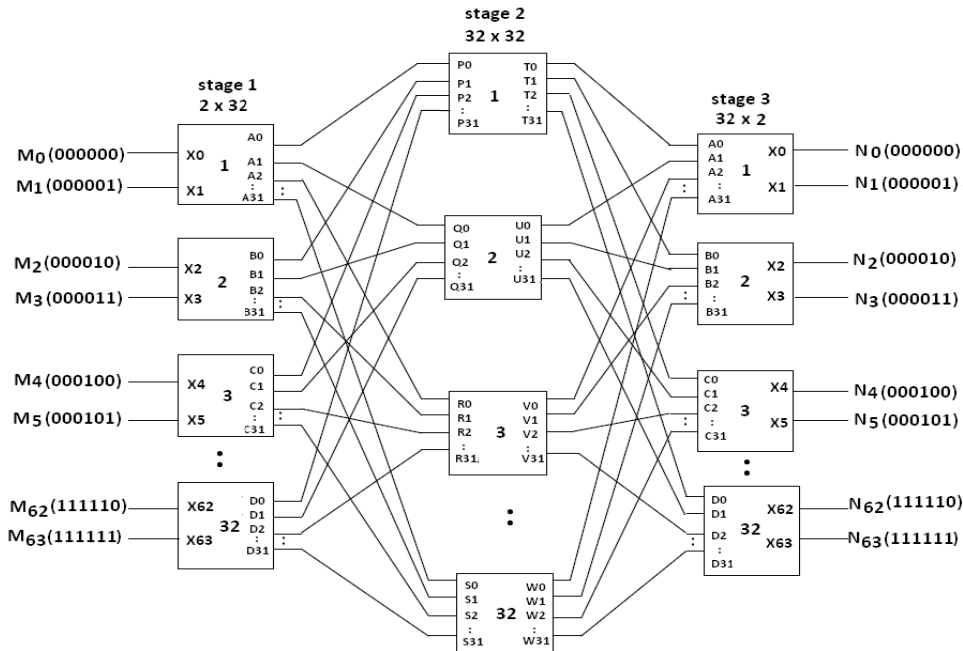 stage 2
32 x 32
stage 1
2 x 32
stage 3
32 x 2
M0(000000)
M1(000001)
X0
X1
1
A0
A1
A2
:
A31
:
M2(000010)
M3(000011)
X2
X3
2
B0
B1
B2
:
B31
:
M4(000100)
M5(000101)
X4
X5
3
C0
C1
C2
:
C31
:
:
M62(111110)
M63(111111)
X62
X63
32
D0
D1
D2
:
D31
:
P0
P1
P2
:
P31
1
T0
T1
T2
:
T31
Q0
Q1
Q2
:
Q31
2
U0
U1
U2
:
U31
R0
R1
R2
:
R31
3
V0
V1
V2
:
V31
:
S0
S1
S2
:
S31
32
W0
W1
W2
:
W31
A0
A1
A2
:
A31
:
1
X0
X1
N0(000000)
N1(000001)
B0
B1
B2
:
B31
:
2
X2
X3
N2(000010)
N3(000011)
C0
C1
C2
:
C31
:
3
X4
X5
N4(000100)
N5(000101)
:
D0
D1
D2
:
D31
:
32
X62
X63
N62(111110)
N63(111111)